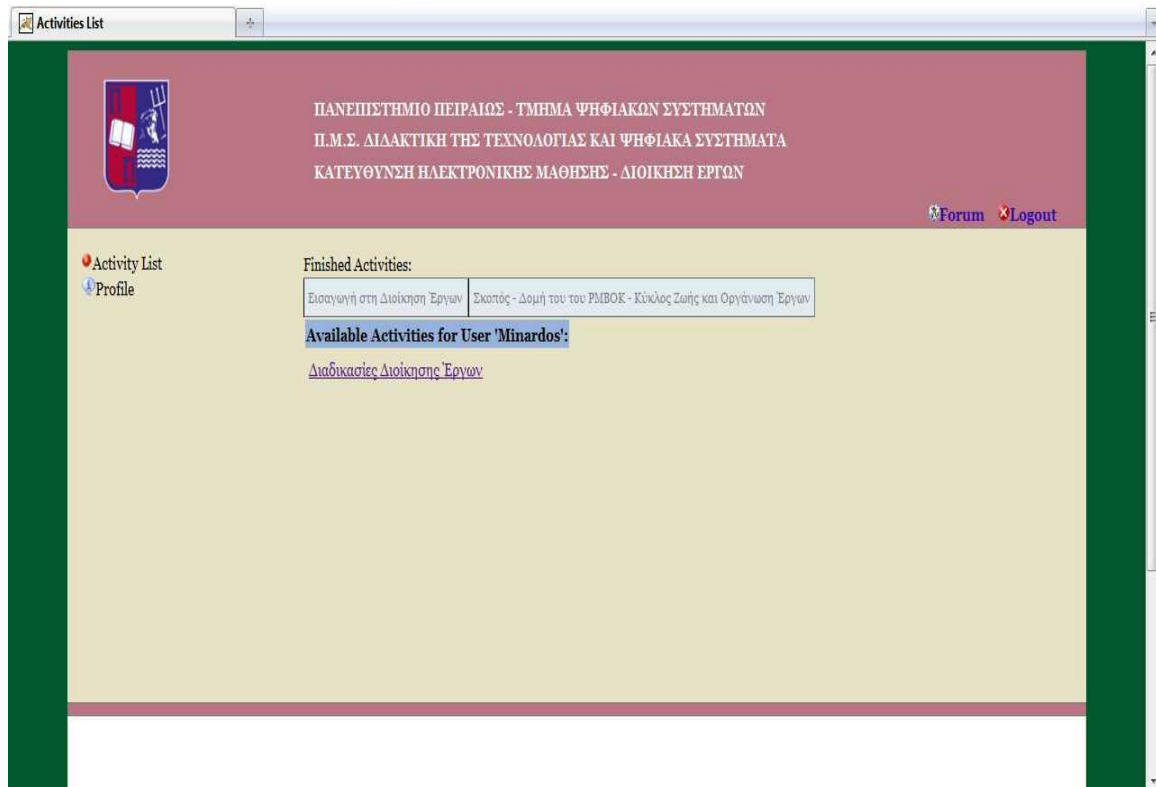 Activities List
ΠΑΝΕΠΙΣΤΗΜΙΟ ΠΕΙΡΑΙΩΣ - ΤΜΗΜΑ ΨΗΦΙΑΚΩΝ ΣΥΣΤΗΜΑΤΩΝ
Π.Μ.Σ. ΔΙΔΑΚΤΙΚΗ ΤΗΣ ΤΕΧΝΟΛΟΓΙΑΣ ΚΑΙ ΨΗΦΙΑΚΑ ΣΥΣΤΗΜΑΤΑ
ΚΑΤΕΥΘΥΝΣΗ ΗΛΕΚΤΡΟΝΙΚΗΣ ΜΑΘΗΣΗΣ - ΔΙΟΙΚΗΣΗ ΕΡΓΩΝ
Forum Logout
Activity List
Profile
Finished Activities:
Εισαγωγή στη Διοίκηση Έργων Σκοπός - Δομή του του PMBOK - Κύκλος Ζωής και Οργάνωση Έργων
Available Activities for User 'Minardos':
Διαδικασίες Διοίκησης Έργων